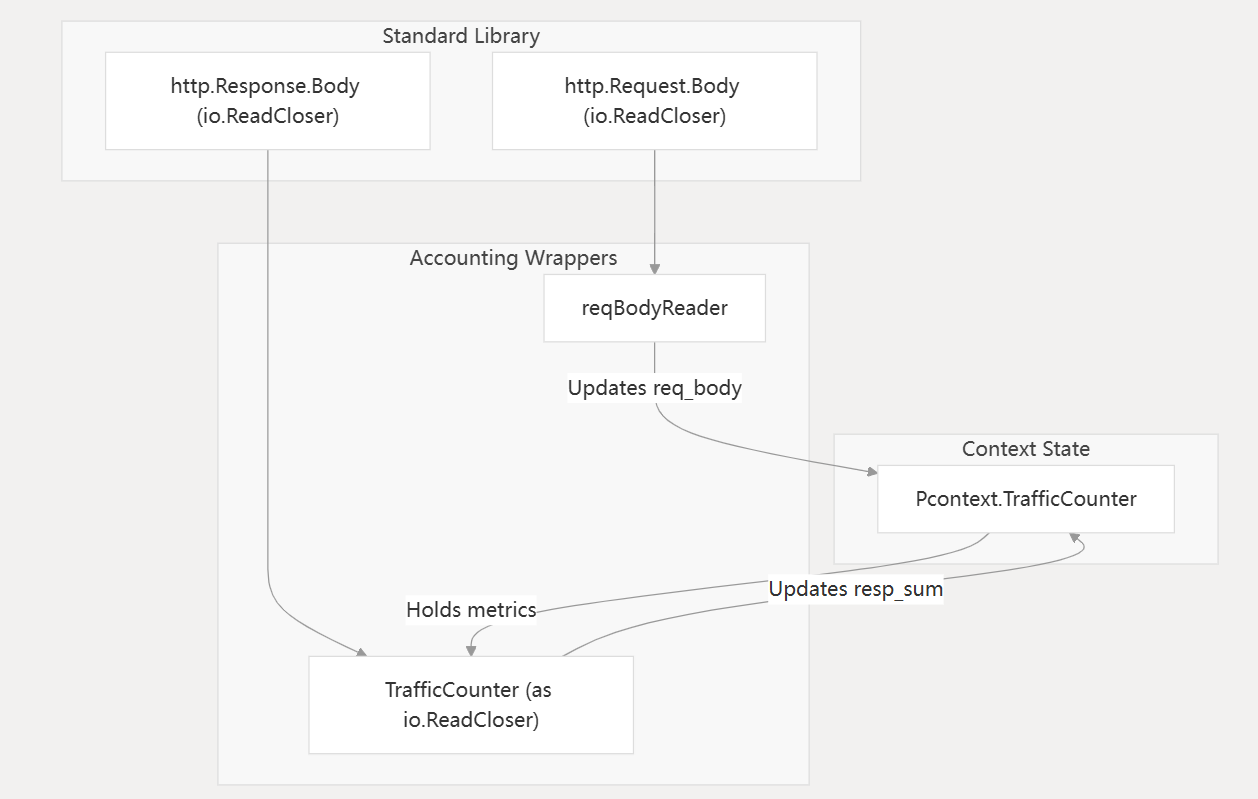 Standard Library
http.Response.Body
(io.ReadCloser)
http.Request.Body
(io.ReadCloser)
Accounting Wrappers
reqBodyReader
Updates req_body
Context State
Pcontext.TrafficCounter
Updates resp_sum
Holds metrics
TrafficCounter (as
io.ReadCloser)